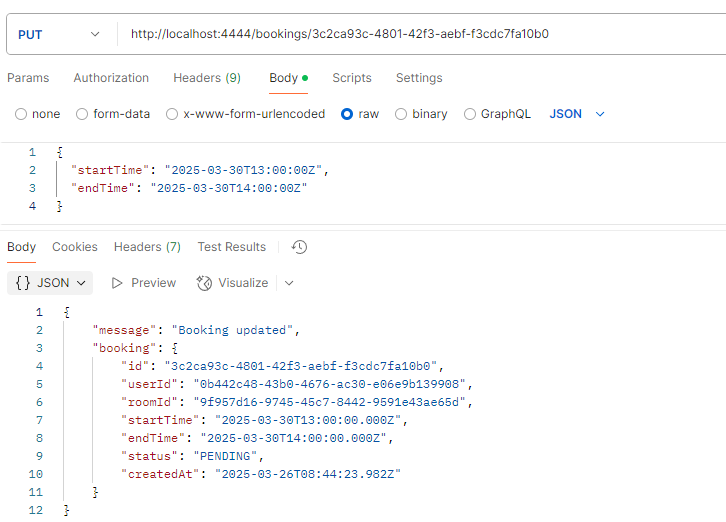 PUT http://localhost:4444/bookings/3c2ca93c-4801-42f3-aebf-f3cdc7fa10b0
Params Authorization Headers (9) Body Scripts Settings
none form-data x-www-form-urlencoded raw binary GraphQL JSON
1 {
2 "startTime": "2025-03-30T13:00:00Z",
3 "endTime": "2025-03-30T14:00:00Z"
4 }
Body Cookies Headers (7) Test Results
{} JSON Preview Visualize
1 {
2 "message": "Booking updated",
3 "booking": {
4 "id": "3c2ca93c-4801-42f3-aebf-f3cdc7fa10b0",
5 "userId": "0b442c48-43b0-4676-ac30-e06e9b139908",
6 "roomId": "9f957d16-9745-45c7-8442-9591e43ae65d",
7 "startTime": "2025-03-30T13:00:00.000Z",
8 "endTime": "2025-03-30T14:00:00.000Z",
9 "status": "PENDING",
10 "createdAt": "2025-03-26T08:44:23.982Z"
11 }
12 }